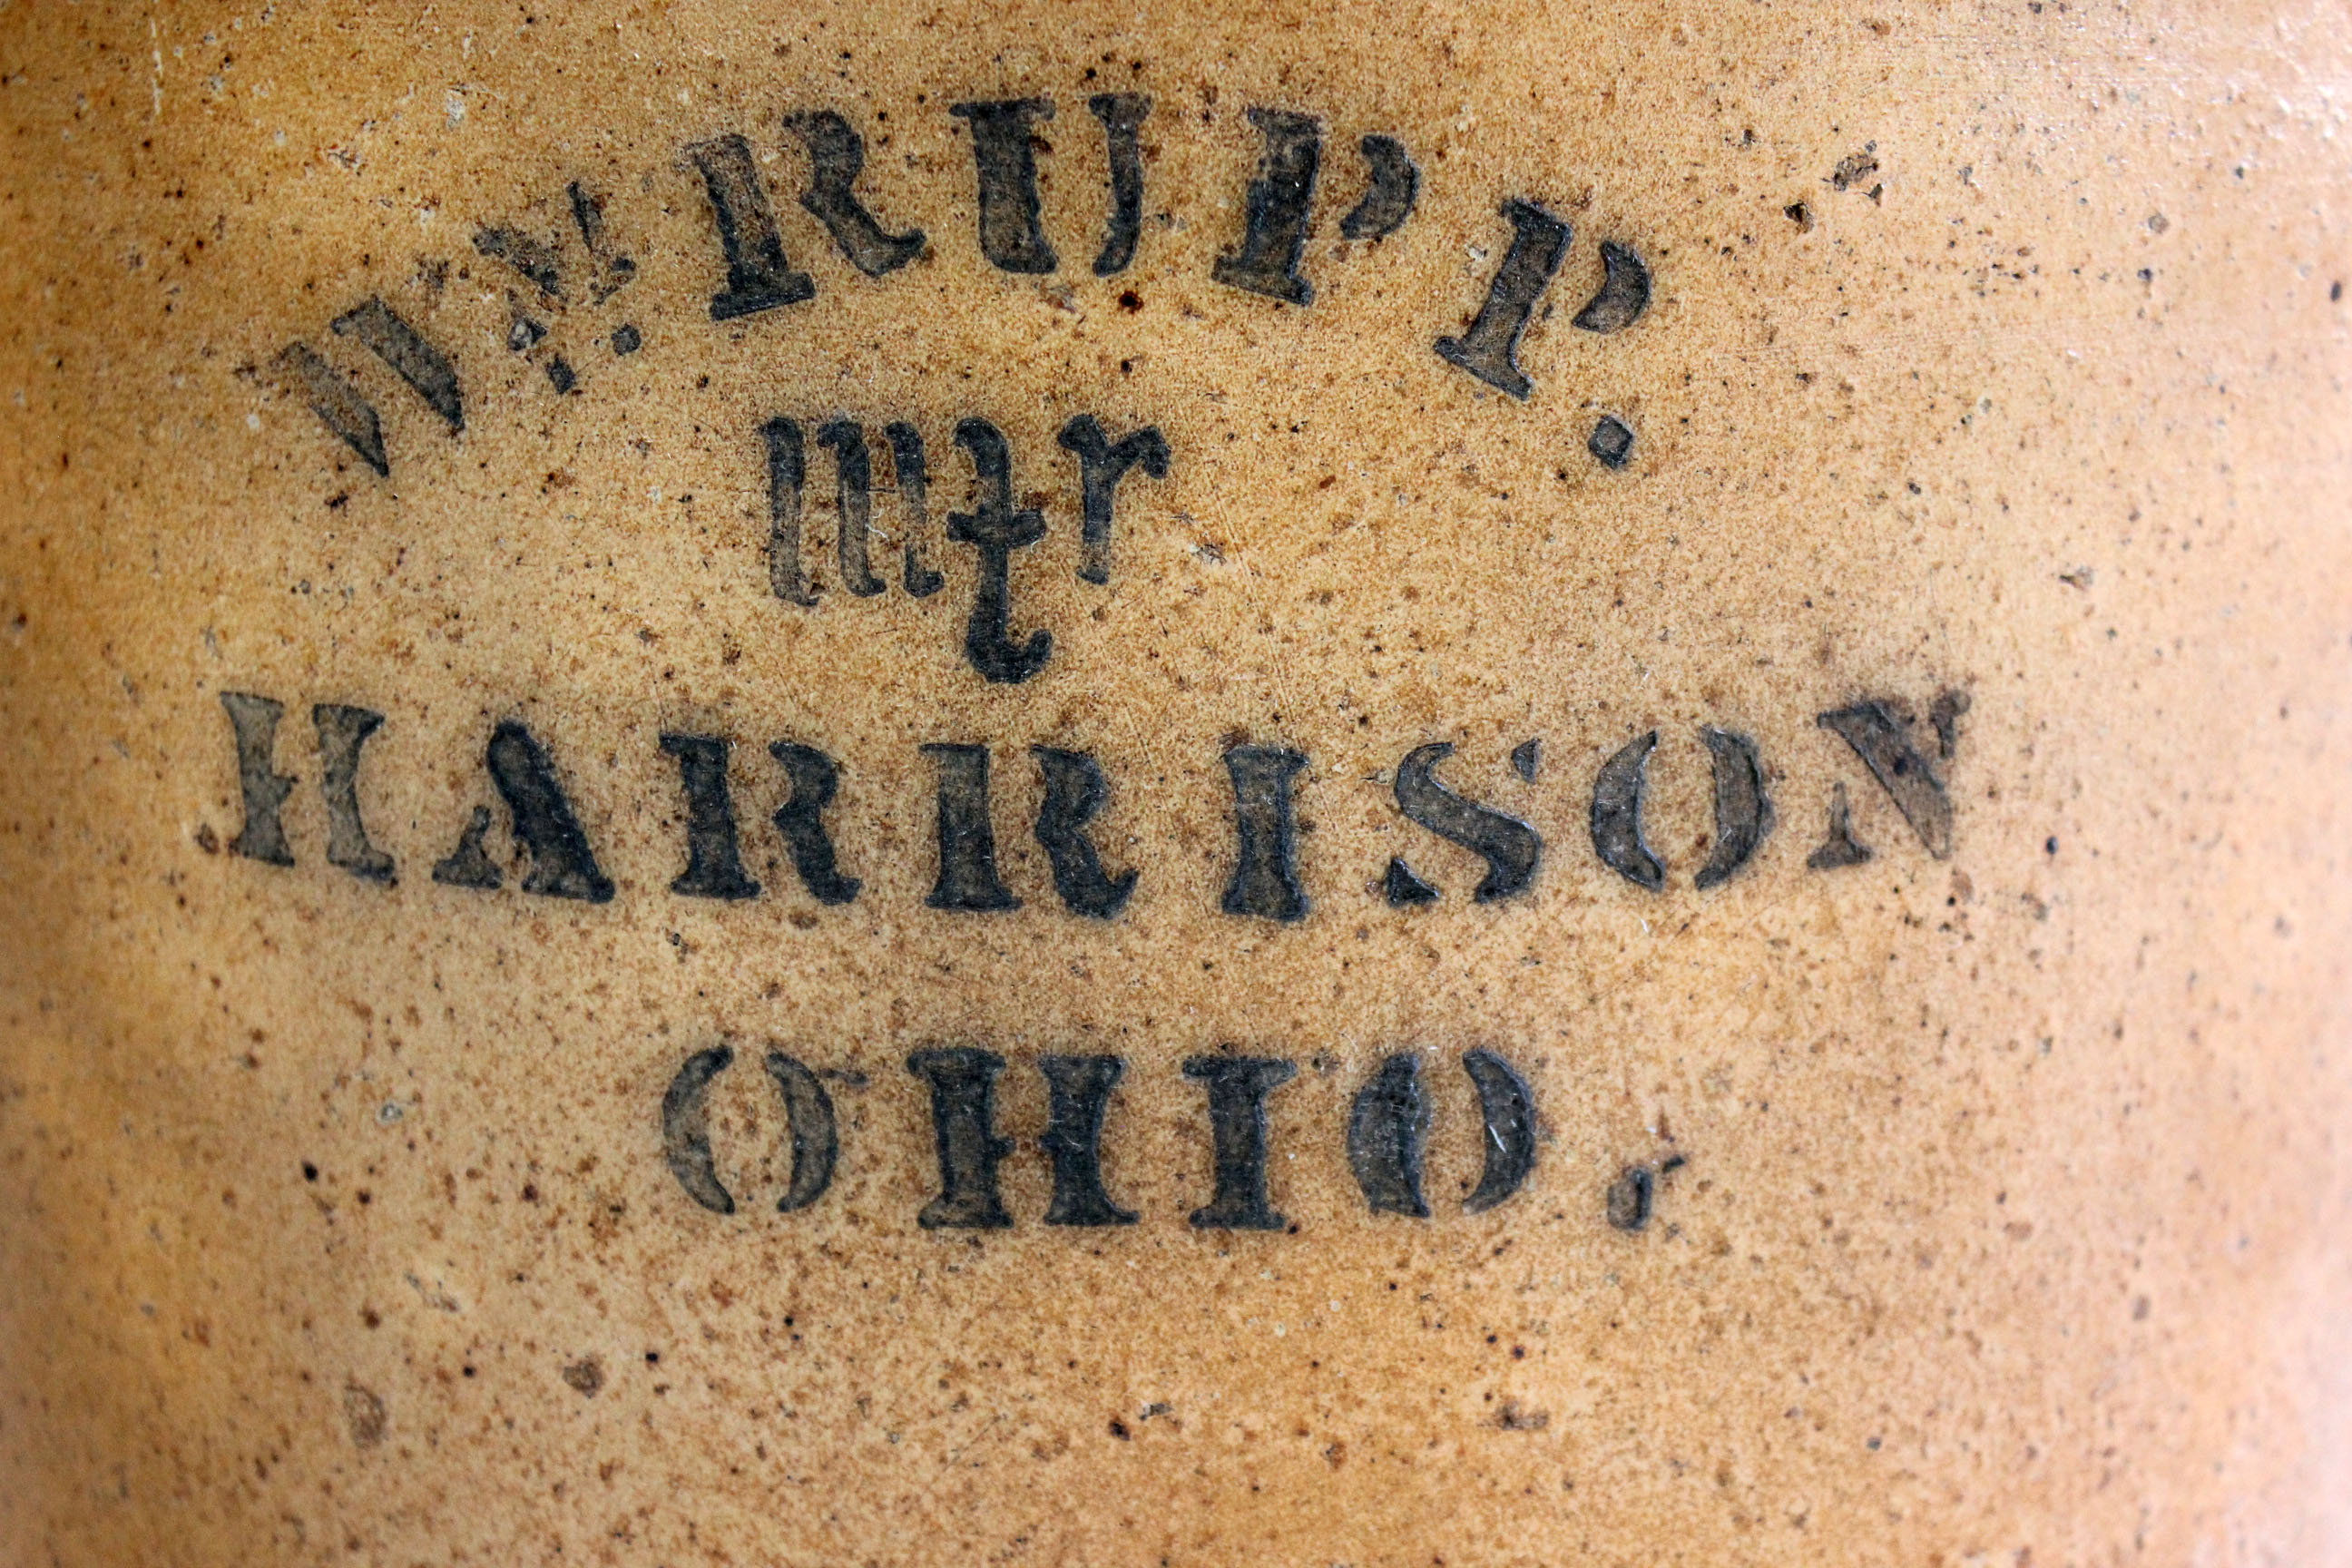 WM. RUPP.
mfr
HARRISON
OHIO.